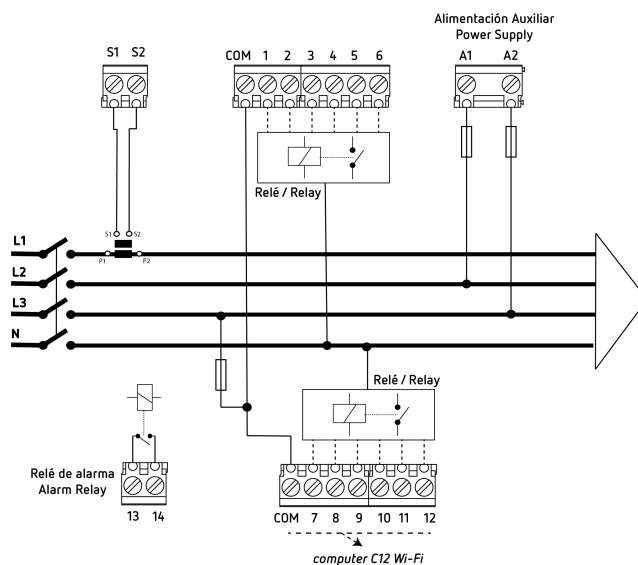 Alimentación Auxiliar
Power Supply
S1 S2
COM 1 2 3 4 5 6
A1 A2
Relé / Relay
S1 S2
L1
P1 P2
L2
L3
N
Relé / Relay
Relé de alarma
Alarm Relay
13 14
COM 7 8 9 10 11 12
computer C12 Wi-Fi